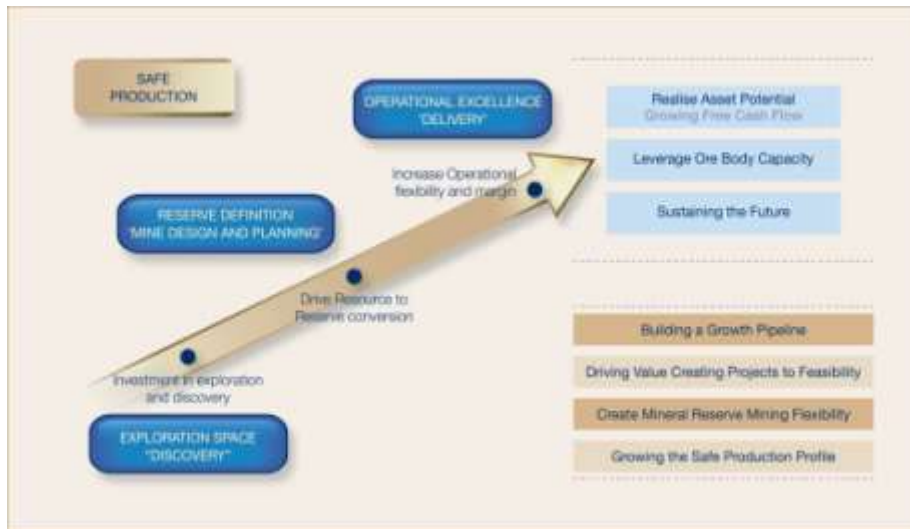 SAFE
PRODUCTION
OPERATIONAL EXCELLENCE
'DELIVERY'
Increase Operational
flexibility and margin
RESERVE DEFINITION
'MINE DESIGN AND PLANNING'
Drive Resource to
Reserve conversion
Investment in exploration
and discovery
EXPLORATION SPACE
"DISCOVERY"
Realise Asset Potential
Growing Free Cash Flow
Leverage Ore Body Capacity
Sustaining the Future
Building a Growth Pipeline
Driving Value Creating Projects to Feasibility
Create Mineral Reserve Mining Flexibility
Growing the Safe Production Profile